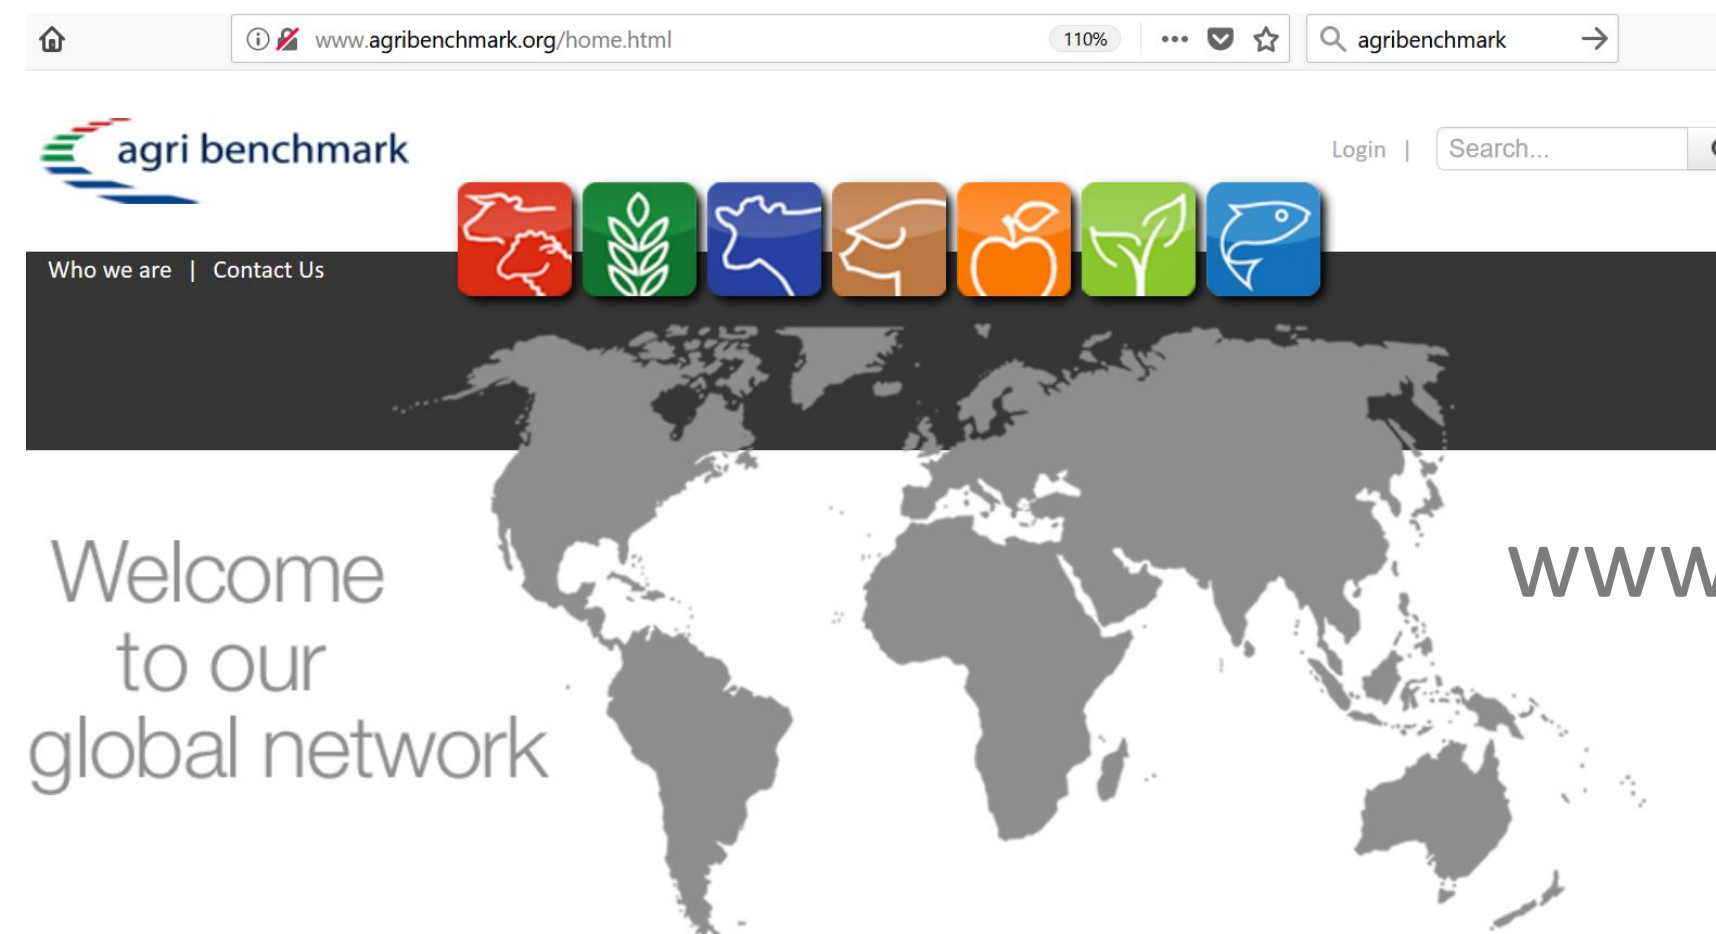 www.agribenchmark.org/home.html
110%
agribenchmark
agri benchmark
Login |
Search...
Who we are | Contact Us
Welcome
to our
global network
www